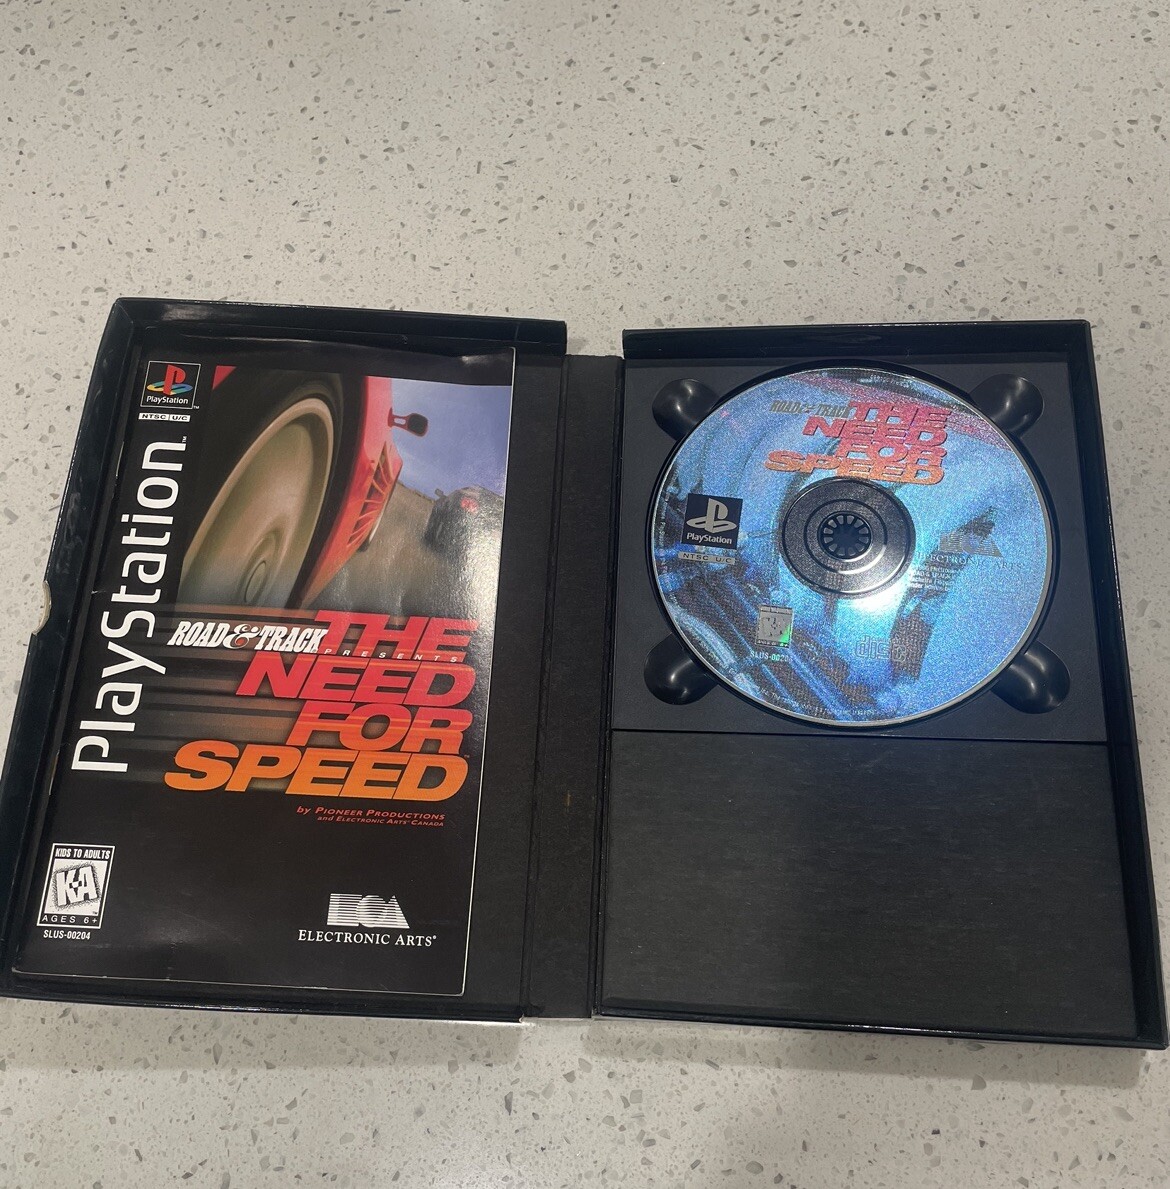 PlayStation
NTSC U/C
PlayStation
ROAD & TRACK
PRESENTS
THE
NEED
FOR
SPEED
by PIONEER PRODUCTIONS
and ELECTRONIC ARTS CANADA
KIDS TO ADULTS
K-A
AGES 6+
SLUS-00204
ELECTRONIC ARTS®
ROAD & TRACK
THE
NEED
FOR
SPEED
PlayStation
NTSC U/C
ELECTRONIC ARTS
disc